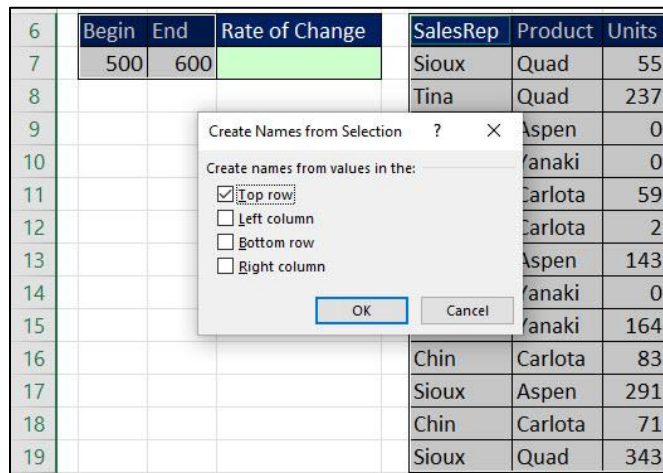 6 Begin End Rate of Change SalesRep Product Units
7 500 600 Sioux Quad 55
8 Tina Quad 237
9 Create Names from Selection ? × Aspen 0
10 Create names from values in the: Yanaki 0
11 Top row Carlota 59
12 Left column Carlota 2
Bottom row
13 Right column Aspen 143
14 Yanaki 0
15 OK Cancel Yanaki 164
16 Chin Carlota 83
17 Sioux Aspen 291
18 Chin Carlota 71
19 Sioux Quad 343